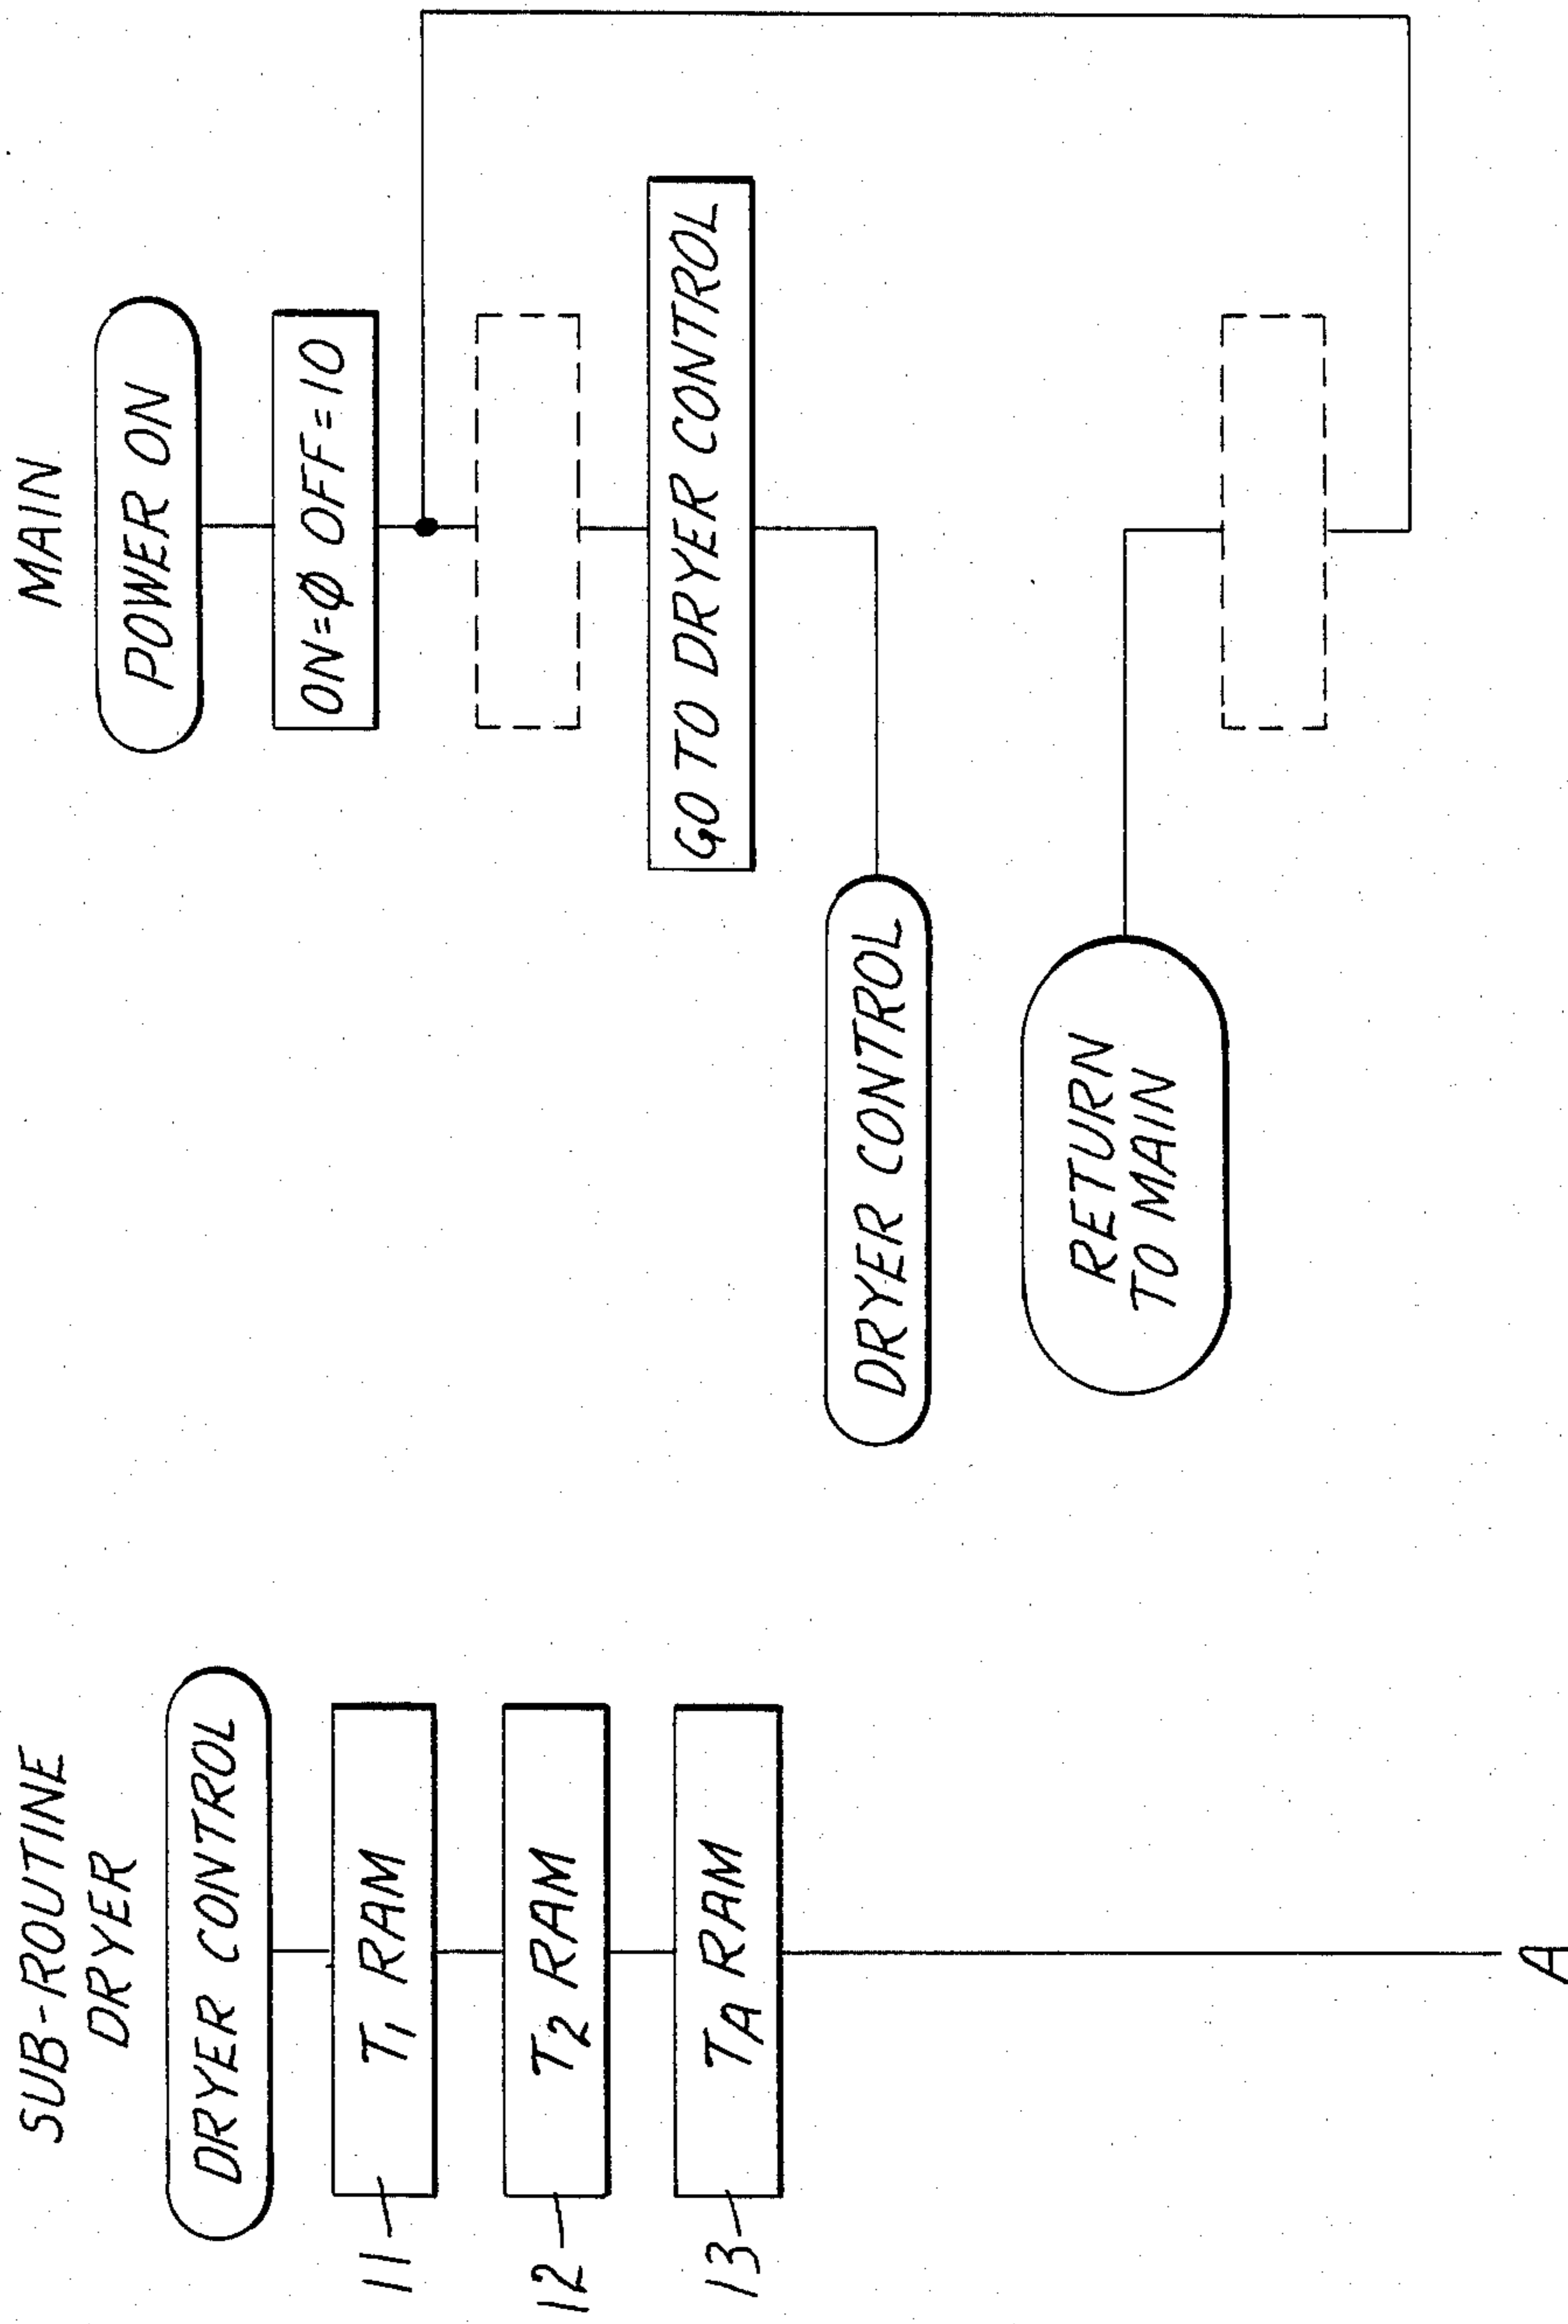 SUB-ROUTINE
DRYER
DRYER CONTROL
11
T1 RAM
12
T2 RAM
13
TA RAM
A
MAIN
POWER ON
ON=Ø OFF=10
GO TO DRYER CONTROL
DRYER CONTROL
RETURN
TO MAIN